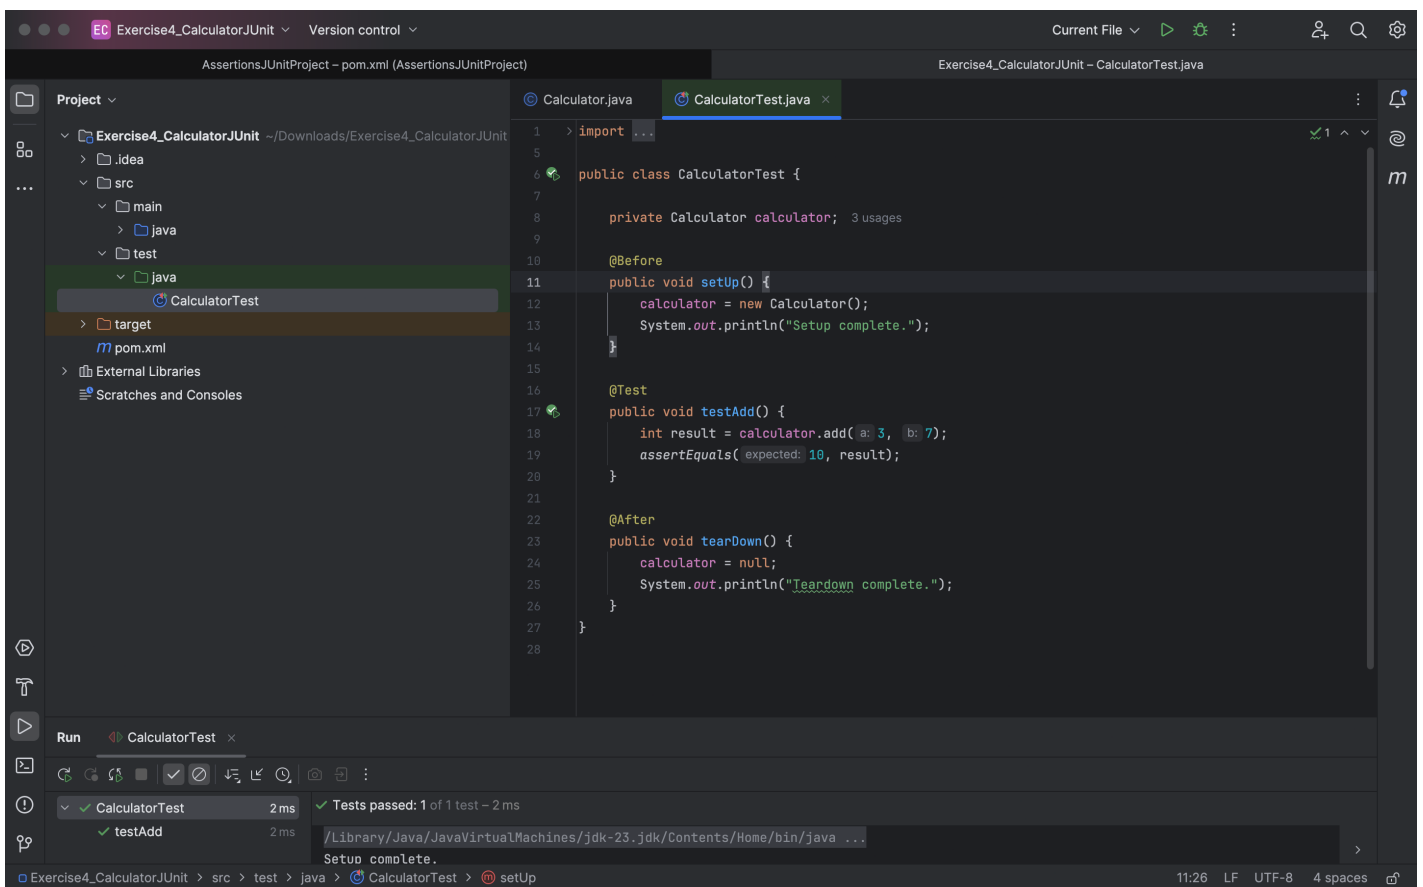 EC Exercise4_CalculatorJUnit Version control Current File
AssertionsJUnitProject – pom.xml (AssertionsJUnitProject) Exercise4_CalculatorJUnit – CalculatorTest.java
Project
Exercise4_CalculatorJUnit ~/Downloads/Exercise4_CalculatorJUnit
.idea
src
main
java
test
java
CalculatorTest
target
m pom.xml
External Libraries
Scratches and Consoles
Calculator.java CalculatorTest.java
1 import ...
5
6 public class CalculatorTest {
7
8 private Calculator calculator; 3 usages
9
10 @Before
11 public void setUp() {
12 calculator = new Calculator();
13 System.out.println("Setup complete.");
14 }
15
16 @Test
17 public void testAdd() {
18 int result = calculator.add( a: 3, b: 7);
19 assertEquals( expected: 10, result);
20 }
21
22 @After
23 public void tearDown() {
24 calculator = null;
25 System.out.println("Teardown complete.");
26 }
27 }
28
1
m
Run CalculatorTest
CalculatorTest 2 ms
testAdd 2 ms
Tests passed: 1 of 1 test – 2 ms
/Library/Java/JavaVirtualMachines/jdk-23.jdk/Contents/Home/bin/java ...
Setup complete.
Exercise4_CalculatorJUnit > src > test > java > CalculatorTest > setUp 11:26 LF UTF-8 4 spaces